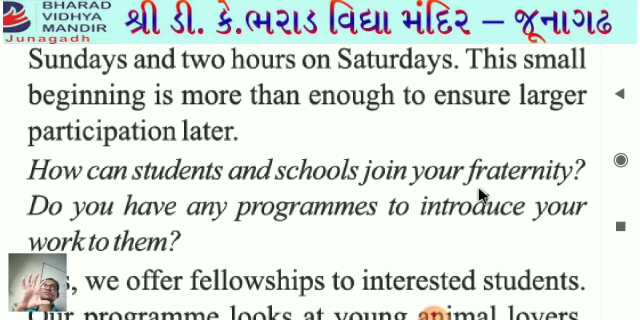 BHARAD
VIDHYA
MANDIR
Junagadh
શ્રી ડી. કે.ભરાડ વિદ્યા મંદિર – જૂનાગઢ
Sundays and two hours on Saturdays. This small
beginning is more than enough to ensure larger
participation later.
How can students and schools join your fraternity?
Do you have any programmes to introduce your
work to them?
we offer fellowships to interested students.
Our programme looks at young animal lovers,